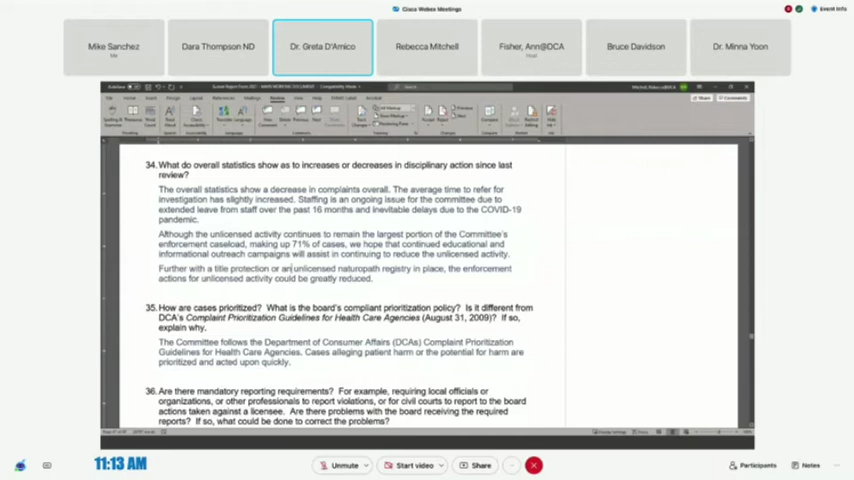 Cisco Webex Meetings
Event Info
Mike Sanchez
Me
Dara Thompson ND
Dr. Greta D'Amico
Rebecca Mitchell
Fisher, Ann@DCA
Host
Bruce Davidson
Dr. Minna Yoon
Share
Comments
34. What do overall statistics show as to increases or decreases in disciplinary action since last
review?
The overall statistics show a decrease in complaints overall. The average time to refer for
investigation has slightly increased. Staffing is an ongoing issue for the committee due to
extended leave from staff over the past 16 months and inevitable delays due to the COVID-19
pandemic.
Although the unlicensed activity continues to remain the largest portion of the Committee's
enforcement caseload, making up 71% of cases, we hope that continued educational and
informational outreach campaigns will assist in continuing to reduce the unlicensed activity.
Further with a title protection or an unlicensed naturopath registry in place, the enforcement
actions for unlicensed activity could be greatly reduced.
35. How are cases prioritized? What is the board's compliant prioritization policy? Is it different from
DCA's Complaint Prioritization Guidelines for Health Care Agencies (August 31, 2009)? If so,
explain why.
The Committee follows the Department of Consumer Affairs (DCAs) Complaint Prioritization
Guidelines for Health Care Agencies. Cases alleging patient harm or the potential for harm are
prioritized and acted upon quickly.
36. Are there mandatory reporting requirements? For example, requiring local officials or
organizations, or other professionals to report violations, or for civil courts to report to the board
actions taken against a licensee. Are there problems with the board receiving the required
reports? If so, what could be done to correct the problems?
11:13 AM
Unmute
Start video
Share
Participants
Notes